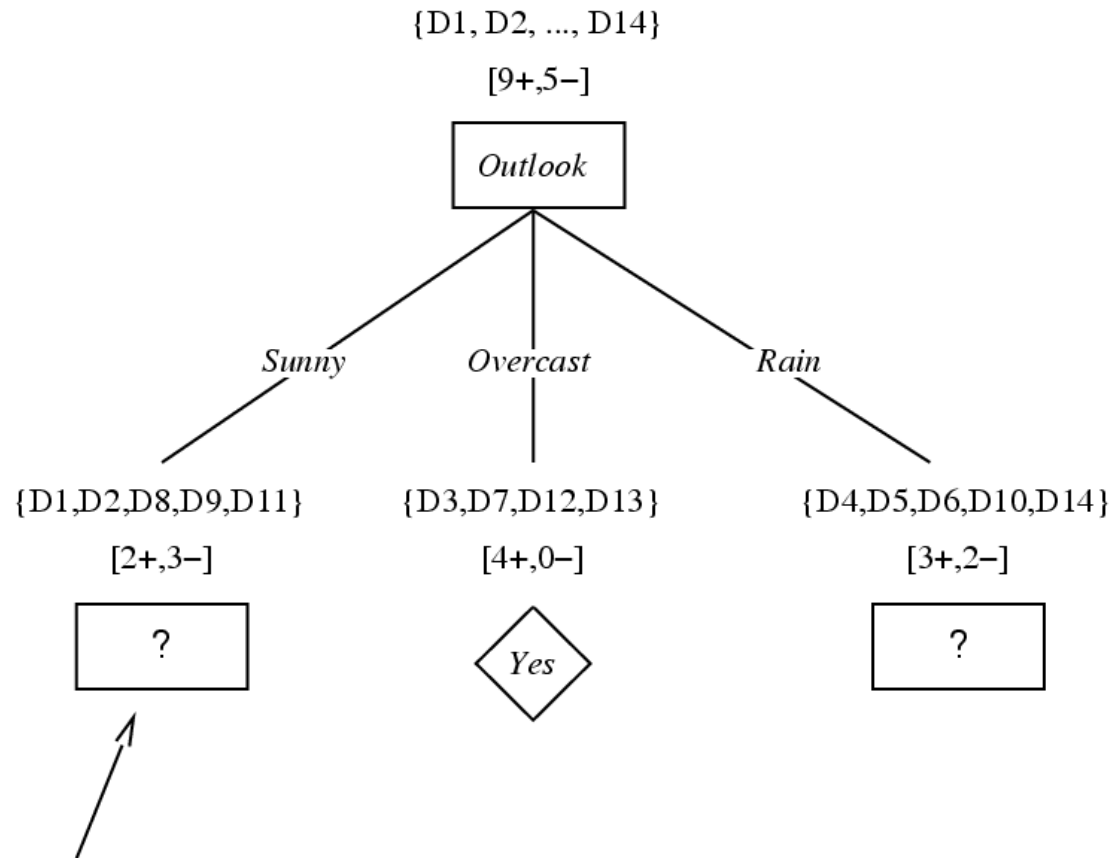 {D1, D2, ..., D14}
[9+,5−]
Outlook
Sunny
Overcast
Rain
{D1,D2,D8,D9,D11}
{D3,D7,D12,D13}
{D4,D5,D6,D10,D14}
[2+,3−]
[4+,0−]
[3+,2−]
?
Yes
?